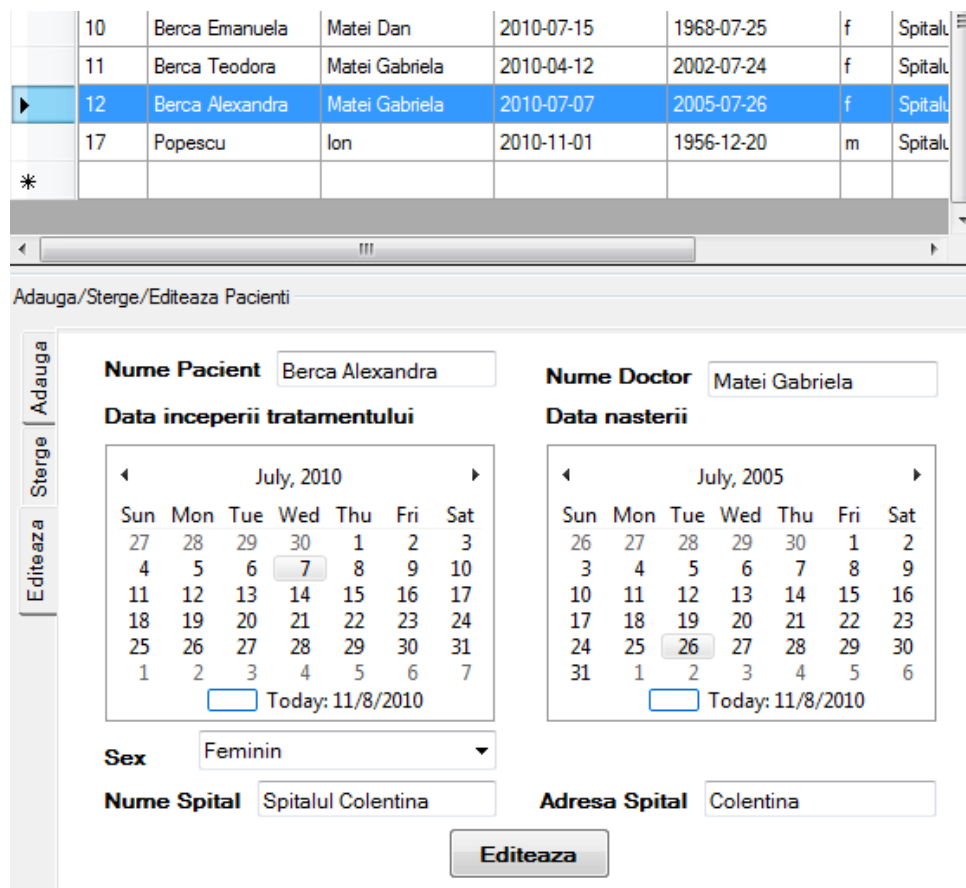 10 Berca Emanuela Matei Dan 2010-07-15 1968-07-25 f Spitalu
11 Berca Teodora Matei Gabriela 2010-04-12 2002-07-24 f Spitalu
12 Berca Alexandra Matei Gabriela 2010-07-07 2005-07-26 f Spitalu
17 Popescu Ion 2010-11-01 1956-12-20 m Spitalu
Adauga/Sterge/Editeaza Pacienti
Adauga
Sterge
Editeaza
Nume Pacient Berca Alexandra
Nume Doctor Matei Gabriela
Data inceperii tratamentului
July, 2010
Sun Mon Tue Wed Thu Fri Sat
27 28 29 30 1 2 3
4 5 6 7 8 9 10
11 12 13 14 15 16 17
18 19 20 21 22 23 24
25 26 27 28 29 30 31
1 2 3 4 5 6 7
Today: 11/8/2010
Data nasterii
July, 2005
Sun Mon Tue Wed Thu Fri Sat
26 27 28 29 30 1 2
3 4 5 6 7 8 9
10 11 12 13 14 15 16
17 18 19 20 21 22 23
24 25 26 27 28 29 30
31 1 2 3 4 5 6
Today: 11/8/2010
Sex Feminin
Nume Spital Spitalul Colentina
Adresa Spital Colentina
Editeaza